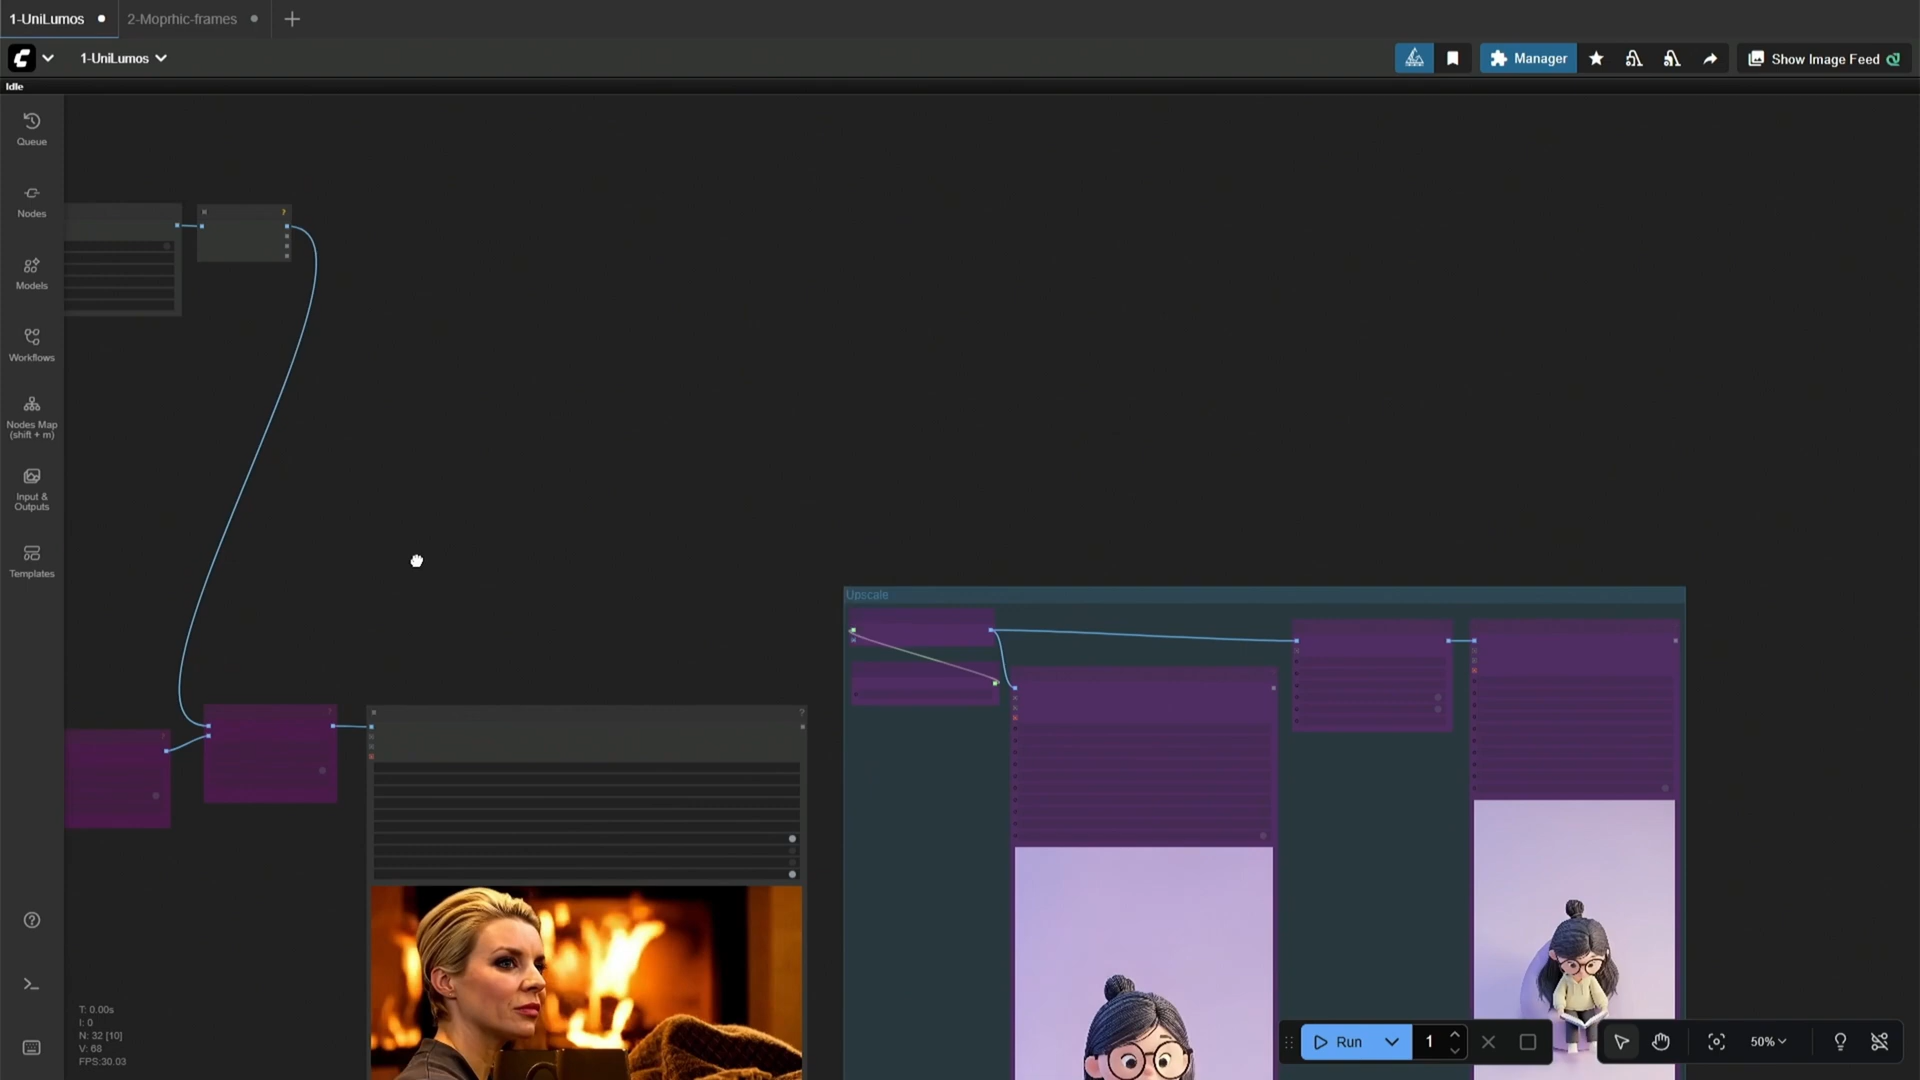 1-UniLumos
2-Moprhic-frames
1-UniLumos
Manager
Show Image Feed
Idle
Queue
Nodes
Models
Workflows
Nodes Map
(shift + m)
Input &
Outputs
Templates
Upscale
T: 0.00s
I: 0
N: 32 [10]
V: 68
FPS:30.03
Run
1
50%